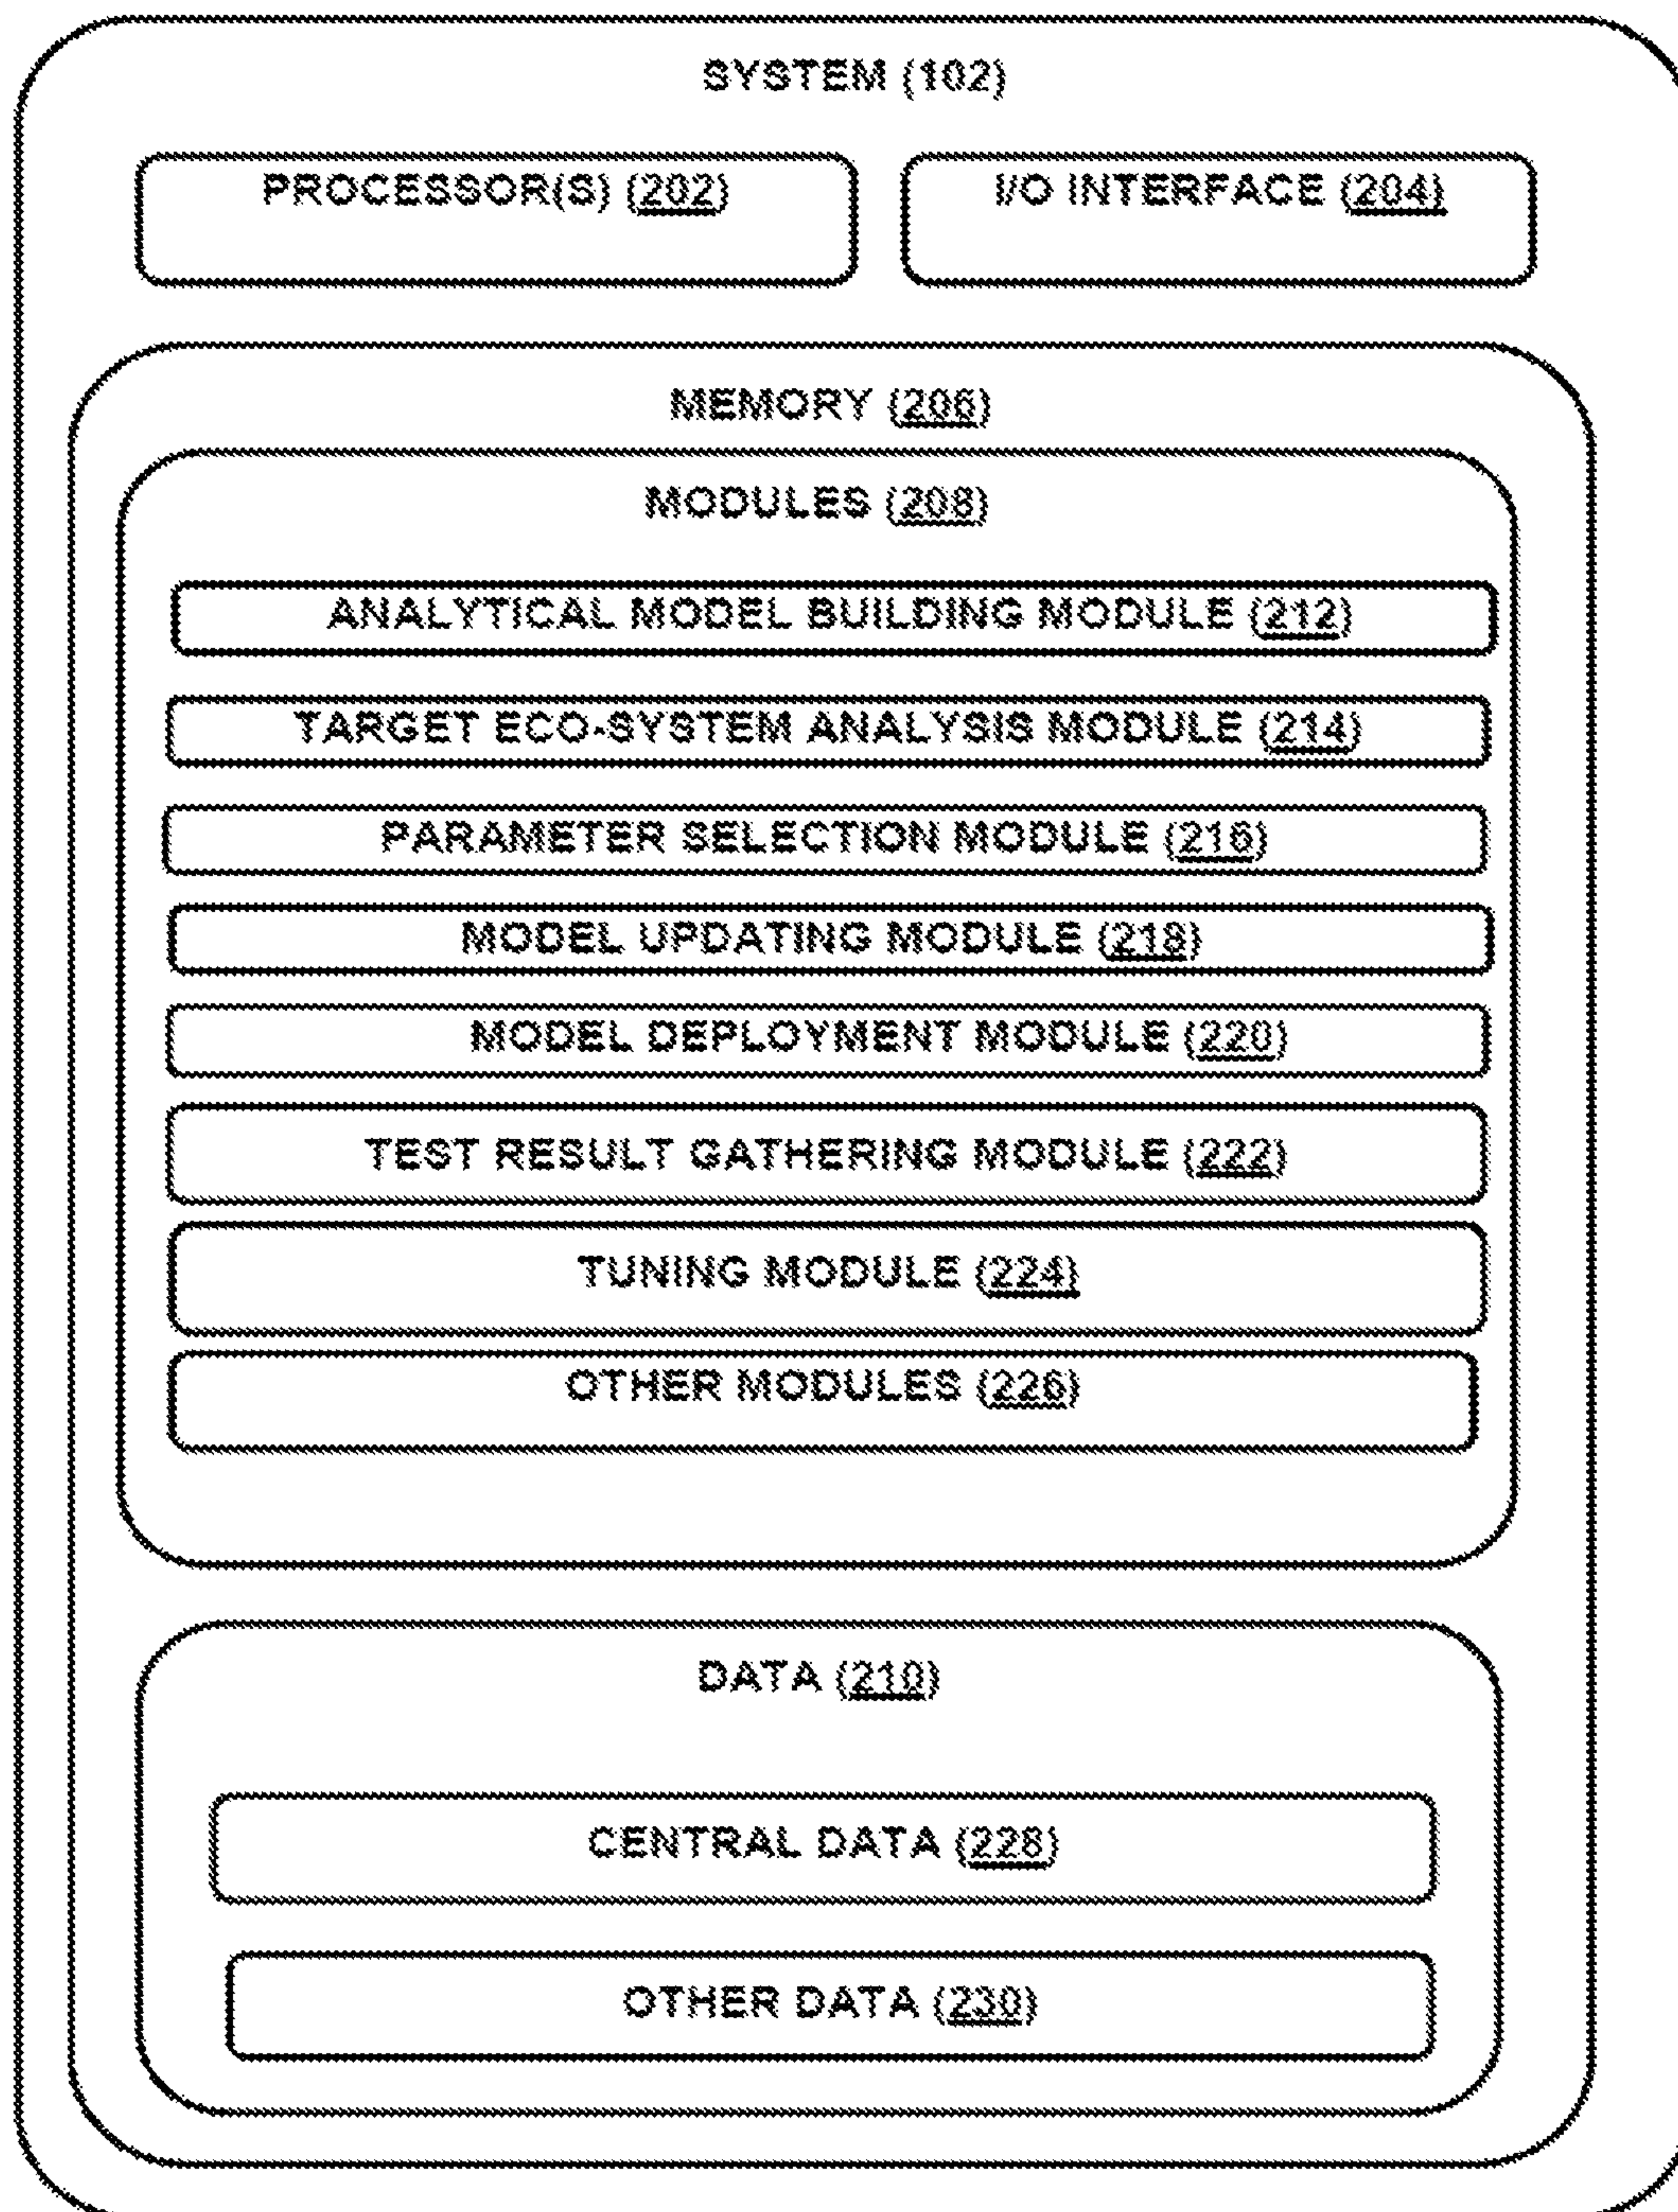 SYSTEM (102)
PROCESSOR(S) (202)
I/O INTERFACE (204)
MEMORY (206)
MODULES (208)
ANALYTICAL MODEL BUILDING MODULE (212)
TARGET ECO-SYSTEM ANALYSIS MODULE (214)
PARAMETER SELECTION MODULE (216)
MODEL UPDATING MODULE (218)
MODEL DEPLOYMENT MODULE (220)
TEST RESULT GATHERING MODULE (222)
TUNING MODULE (224)
OTHER MODULES (226)
DATA (210)
CENTRAL DATA (228)
OTHER DATA (230)